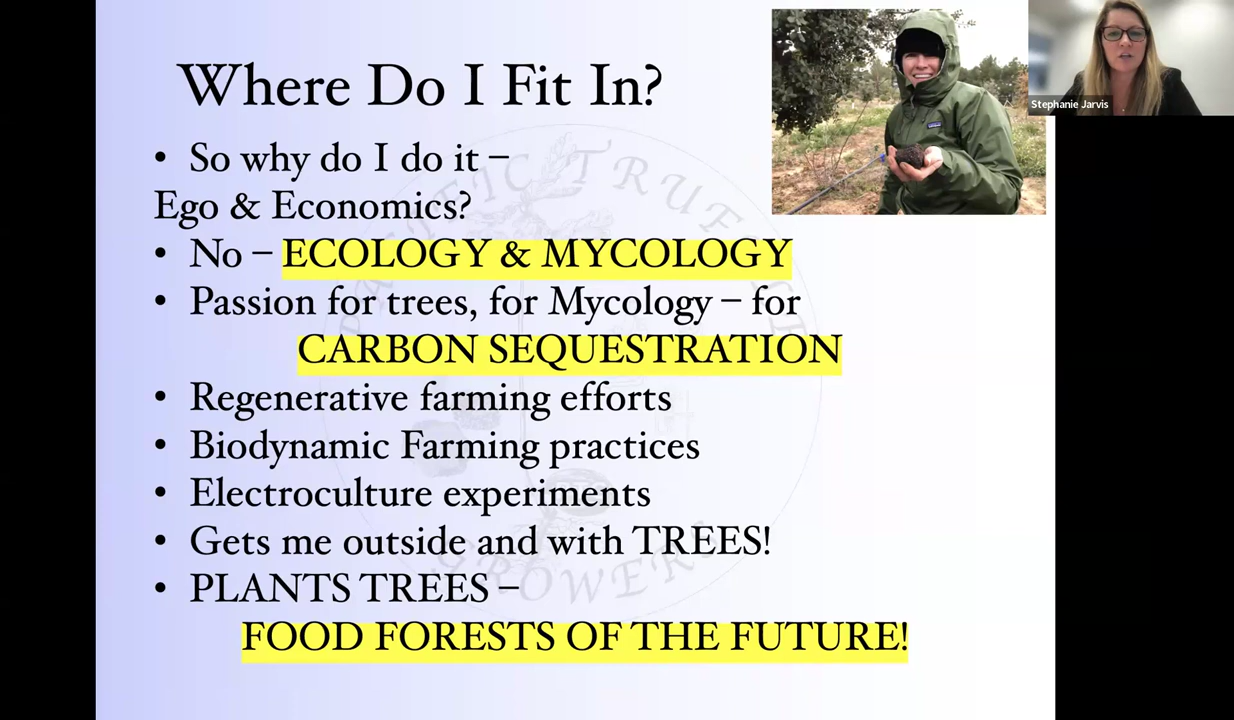 Where Do I Fit In?
Stephanie Jarvis
• So why do I do it –
Ego & Economics?
• No – ECOLOGY & MYCOLOGY
• Passion for trees, for Mycology – for
CARBON SEQUESTRATION
• Regenerative farming efforts
• Biodynamic Farming practices
• Electroculture experiments
• Gets me outside and with TREES!
• PLANTS TREES –
FOOD FORESTS OF THE FUTURE!
GROWERS